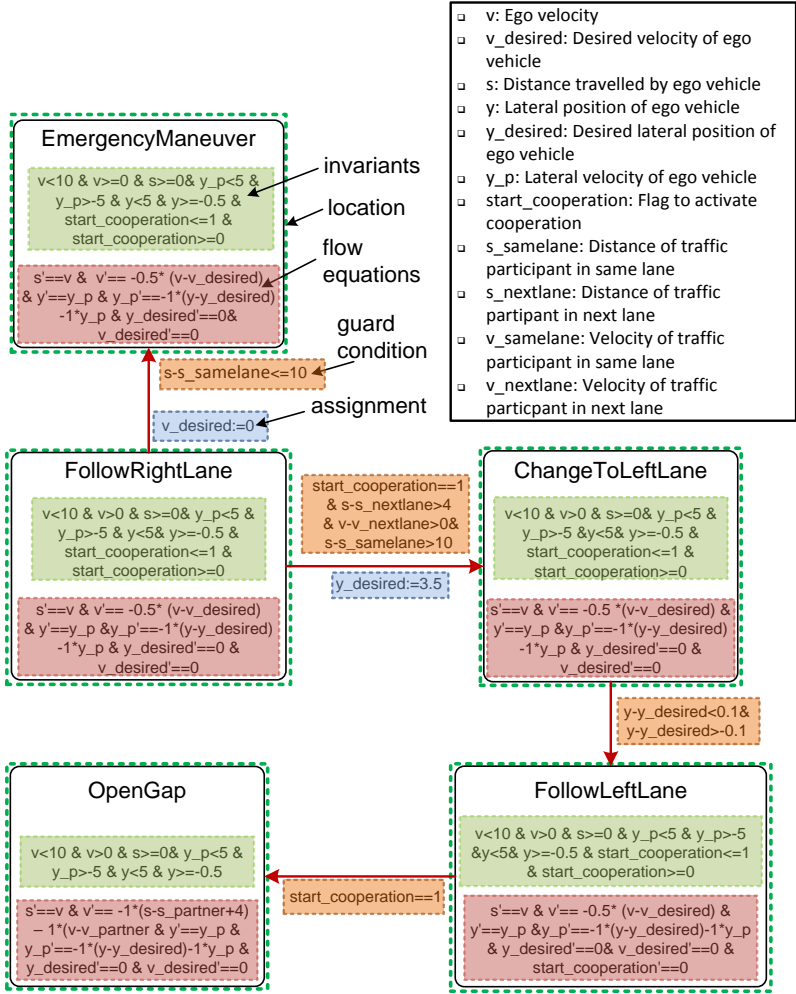 v: Ego velocity
v_desired: Desired velocity of ego
vehicle
s: Distance travelled by ego vehicle
y: Lateral position of ego vehicle
y_desired: Desired lateral position of
ego vehicle
y_p: Lateral velocity of ego vehicle
start_cooperation: Flag to activate
cooperation
s_samelane: Distance of traffic
participant in same lane
s_nextlane: Distance of traffic
partipant in next lane
v_samelane: Velocity of traffic
participant in same lane
v_nextlane: Velocity of traffic
particpant in next lane
EmergencyManeuver
v<10 & v>=0 & s>=0& y_p<5 &
y_p>-5 & y<5 & y>=-0.5 &
start_cooperation<=1 &
start_cooperation>=0
s'==v & v'== -0.5* (v-v_desired)
& y'==y_p & y_p'==-1*(y-y_desired)
-1*y_p & y_desired'==0&
v_desired'==0
invariants
location
flow
equations
guard
condition
assignment
s-s_samelane<=10
v_desired:=0
FollowRightLane
v<10 & v>0 & s>=0& y_p<5 &
y_p>-5 & y<5& y>=-0.5 &
start_cooperation<=1 &
start_cooperation>=0
s'==v & v'== -0.5* (v-v_desired)
& y'==y_p &y_p'==-1*(y-y_desired)
-1*y_p & y_desired'==0 &
v_desired'==0
start_cooperation==1
& s-s_nextlane>4
& v-v_nextlane>0&
s-s_samelane>10
y_desired:=3.5
ChangeToLeftLane
v<10 & v>0 & s>=0& y_p<5 &
y_p>-5 &y<5& y>=-0.5 &
start_cooperation<=1 &
start_cooperation>=0
s'==v & v'== -0.5 *(v-v_desired) &
y'==y_p &y_p'==-1*(y-y_desired)
-1*y_p & y_desired'==0 &
v_desired'==0
y-y_desired<0.1&
y-y_desired>-0.1
OpenGap
v<10 & v>0 & s>=0& y_p<5 &
y_p>-5 & y<5 & y>=-0.5
s'==v & v'== -1*(s-s_partner+4)
– 1*(v-v_partner & y'==y_p &
y_p'==-1*(y-y_desired)-1*y_p &
y_desired'==0 & v_desired'==0
start_cooperation==1
FollowLeftLane
v<10 & v>0 & s>=0 & y_p<5 & y_p>-5
&y<5& y>=-0.5 & start_cooperation<=1
& start_cooperation>=0
s'==v & v'== -0.5* (v-v_desired) &
y'==y_p &y_p'==-1*(y-y_desired)-1*y_p
& y_desired'==0& v_desired'==0 &
start_cooperation'==0